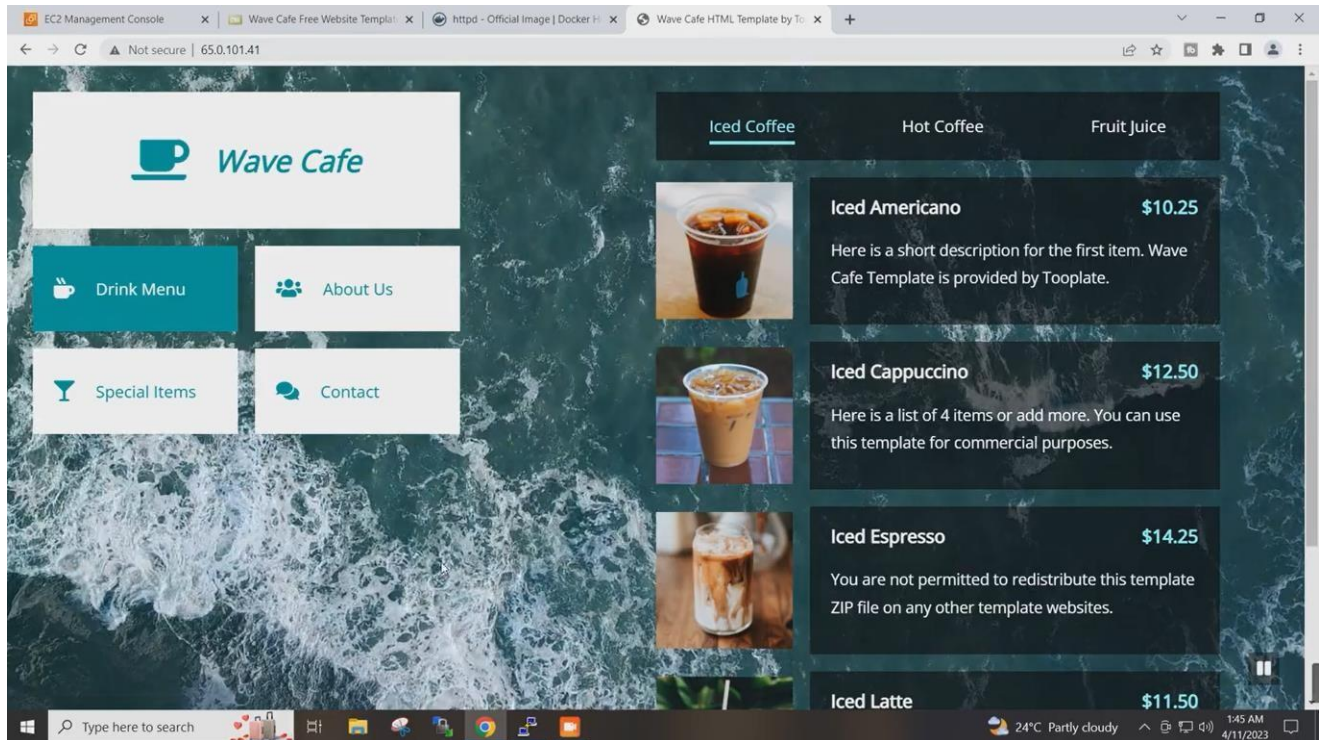 EC2 Management Console
Wave Cafe Free Website Templat
httpd - Official Image | Docker H
Wave Cafe HTML Template by To
Not secure | 65.0.101.41
Wave Cafe
Drink Menu
About Us
Special Items
Contact
Iced Coffee
Hot Coffee
Fruit Juice
Iced Americano
$10.25
Here is a short description for the first item. Wave
Cafe Template is provided by Tooplate.
Iced Cappuccino
$12.50
Here is a list of 4 items or add more. You can use
this template for commercial purposes.
Iced Espresso
$14.25
You are not permitted to redistribute this template
ZIP file on any other template websites.
Iced Latte
$11.50
Type here to search
24°C Partly cloudy
1:45 AM
4/11/2023